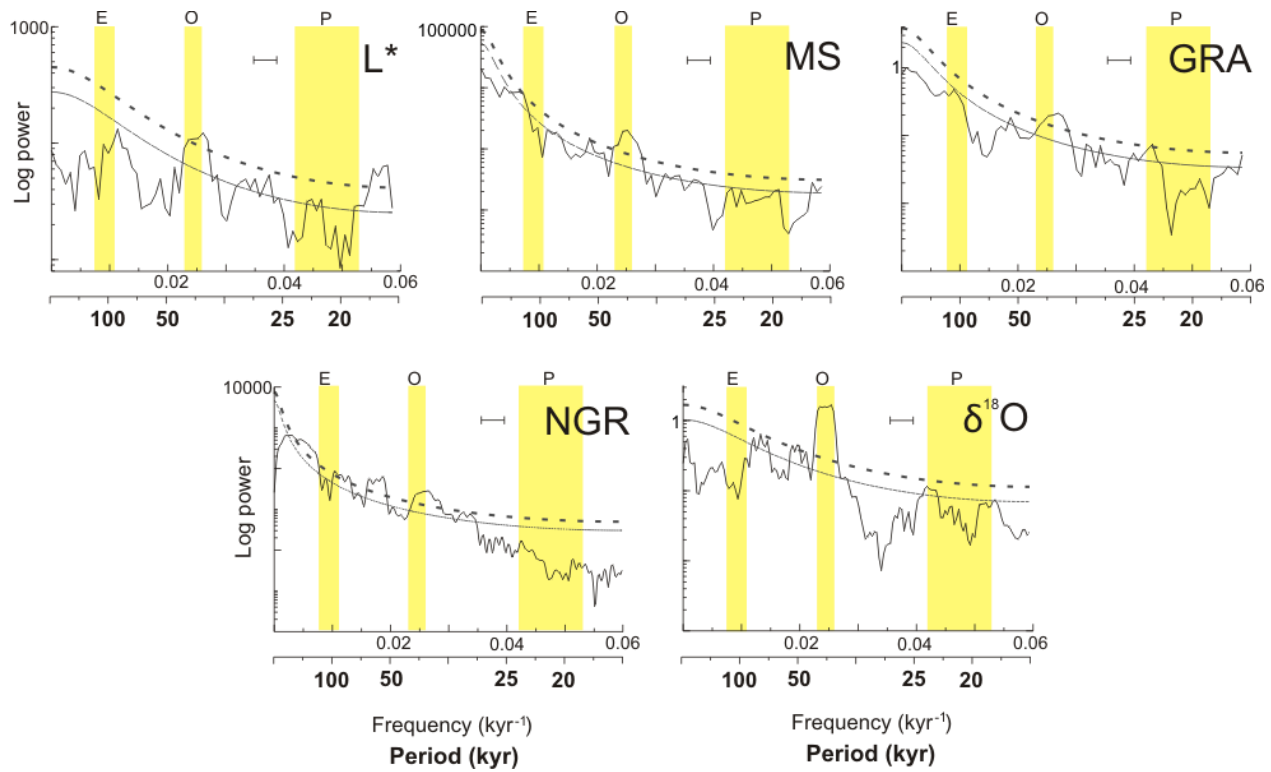 E O P
1000
L*
Log power
0.02 0.04 0.06
100 50 25 20
E O P
100000
MS
0.02 0.04 0.06
100 50 25 20
E O P
1
GRA
0.02 0.04 0.06
100 50 25 20
E O P
10000
NGR
Log power
0.02 0.04 0.06
100 50 25 20
Frequency (kyr⁻¹)
Period (kyr)
E O P
1
δ¹⁸O
0.02 0.04 0.06
100 50 25 20
Frequency (kyr⁻¹)
Period (kyr)